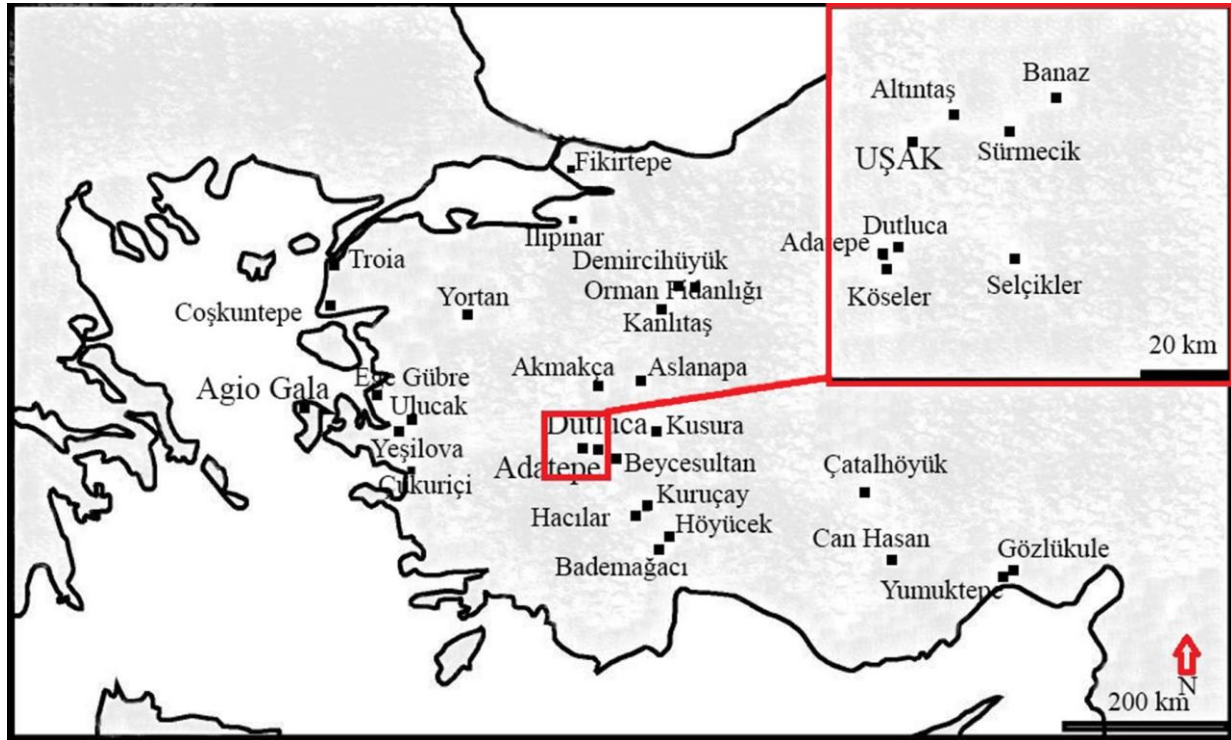 Banaz
Altıntaş
UŞAK
Sürmecik
Dutluca
Adatepe
Köseler
Selçikler
20 km
Fikirtepe
Ilıpınar
Troia
Demircihüyük
Coşkuntepe
Yortan
Orman Fidanlığı
Kanlıtaş
Akmakça
Aslanapa
Ege Gübre
Agio Gala
Ulucak
Dutluca
Kusura
Yeşilova
Adatepe
Beycesultan
Çatalhöyük
Çukuriçi
Kuruçay
Hacılar
Höyücek
Can Hasan
Gözlükule
Bademağacı
Yumuktepe
N
200 km